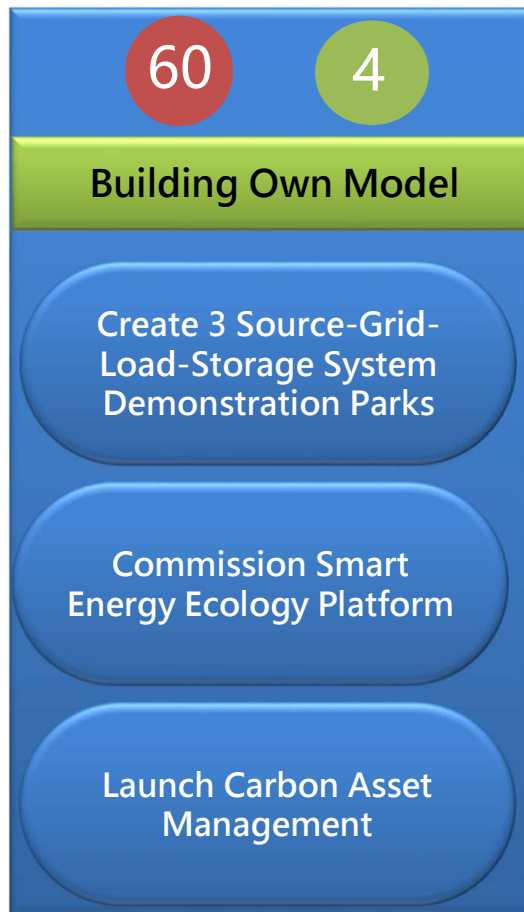 60 4
Building Own Model
Create 3 Source-Grid-
Load-Storage System
Demonstration Parks
Commission Smart
Energy Ecology Platform
Launch Carbon Asset
Management